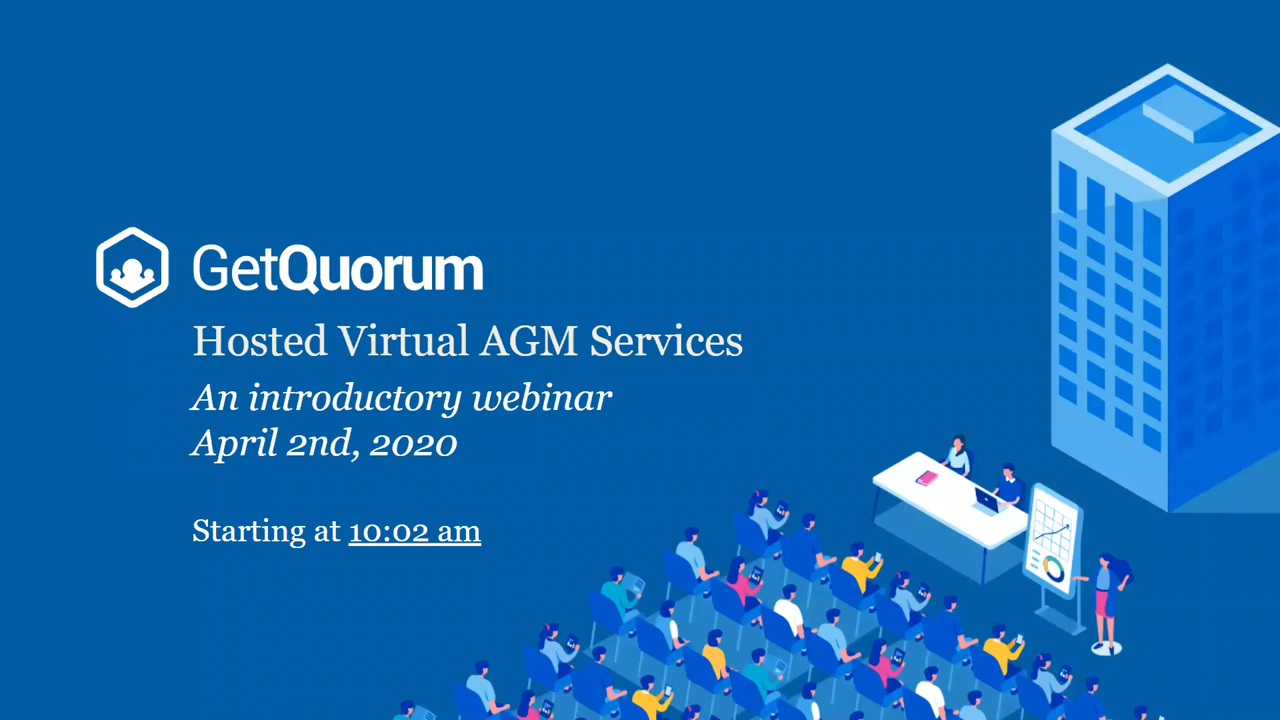 GetQuorum
Hosted Virtual AGM Services
An introductory webinar
April 2nd, 2020
Starting at 10:02 am